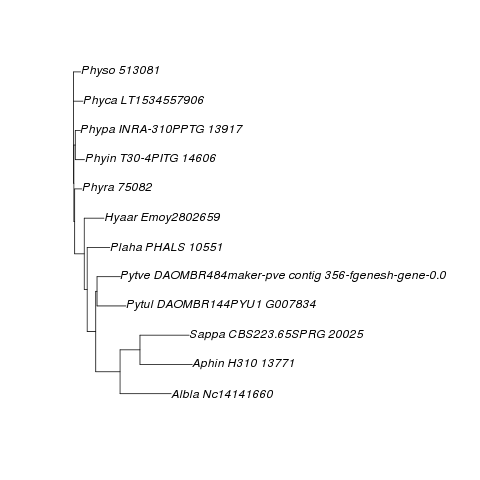 Physo 513081
Phyca LT1534557906
Phypa INRA-310PPTG 13917
Phyin T30-4PITG 14606
Phyra 75082
Hyaar Emoy2802659
Plaha PHALS 10551
Pytve DAOMBR484maker-pve contig 356-fgenesh-gene-0.0
Pytul DAOMBR144PYU1 G007834
Sappa CBS223.65SPRG 20025
Aphin H310 13771
Albla Nc14141660